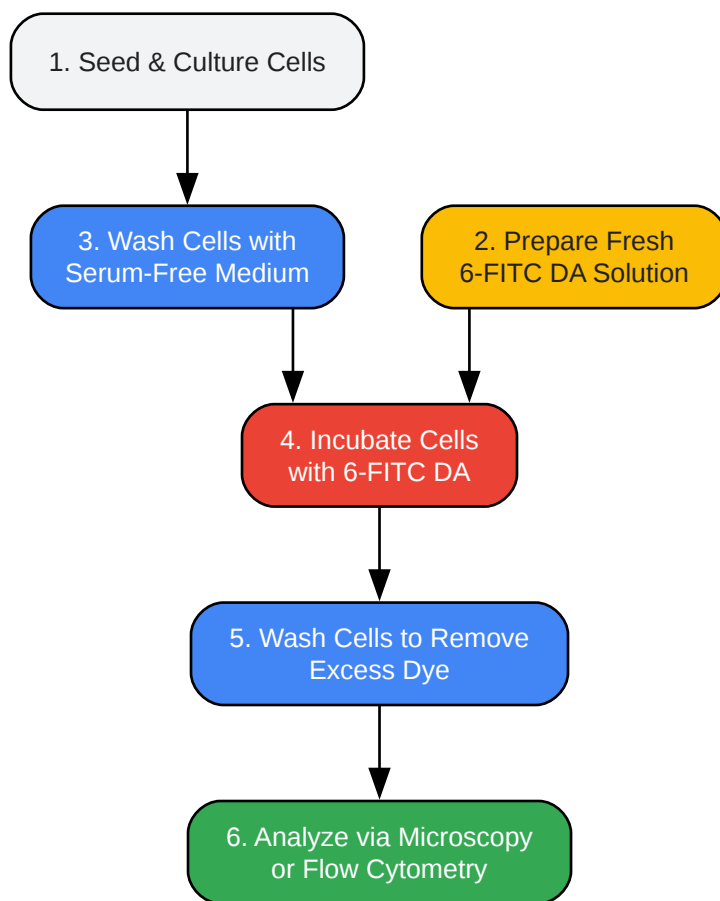 1. Seed & Culture Cells
3. Wash Cells with
Serum-Free Medium
2. Prepare Fresh
6-FITC DA Solution
4. Incubate Cells
with 6-FITC DA
5. Wash Cells to Remove
Excess Dye
6. Analyze via Microscopy
or Flow Cytometry